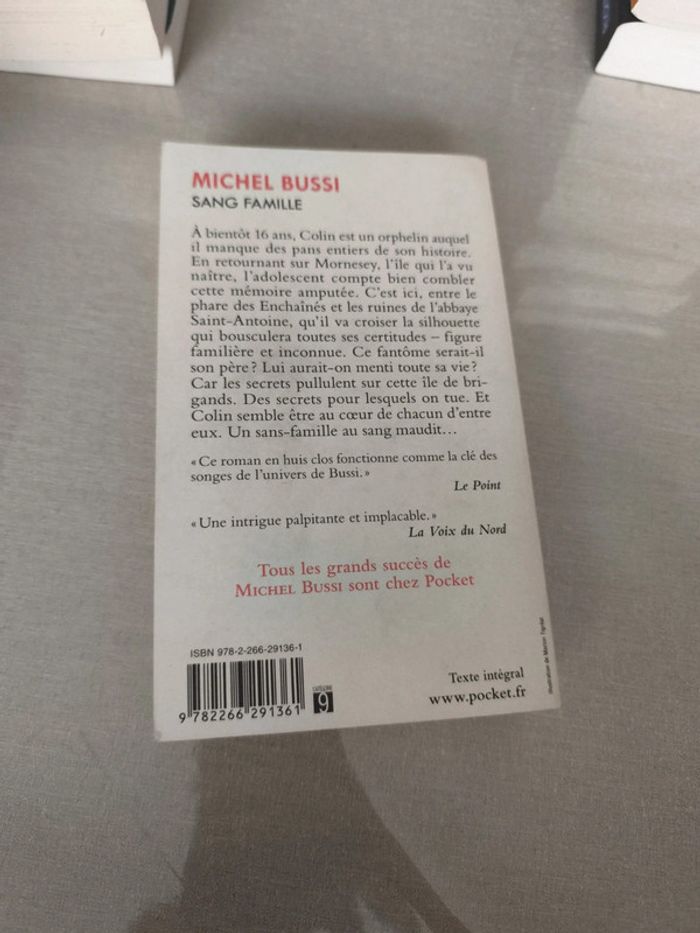 MICHEL BUSSI
SANG FAMILLE
À bientôt 16 ans, Colin est un orphelin auquel
il manque des pans entiers de son histoire.
En retournant sur Mornesey, l'île qui l'a vu
naître, l'adolescent compte bien combler
cette mémoire amputée. C'est ici, entre le
phare des Enchaînés et les ruines de l'abbaye
Saint-Antoine, qu'il va croiser la silhouette
qui bousculera toutes ses certitudes – figure
familière et inconnue. Ce fantôme serait-il
son père ? Lui aurait-on menti toute sa vie ?
Car les secrets pullulent sur cette île de bri-
gands. Des secrets pour lesquels on tue. Et
Colin semble être au cœur de chacun d'entre
eux. Un sans-famille au sang maudit…
« Ce roman en huis clos fonctionne comme la clé des
songes de l'univers de Bussi. »
Le Point
« Une intrigue palpitante et implacable. »
La Voix du Nord
Tous les grands succès de
MICHEL BUSSI sont chez Pocket
ISBN 978-2-266-29136-1
9 782266 291361
CATÉGORIE
9
Texte intégral
www.pocket.fr
Illustration de